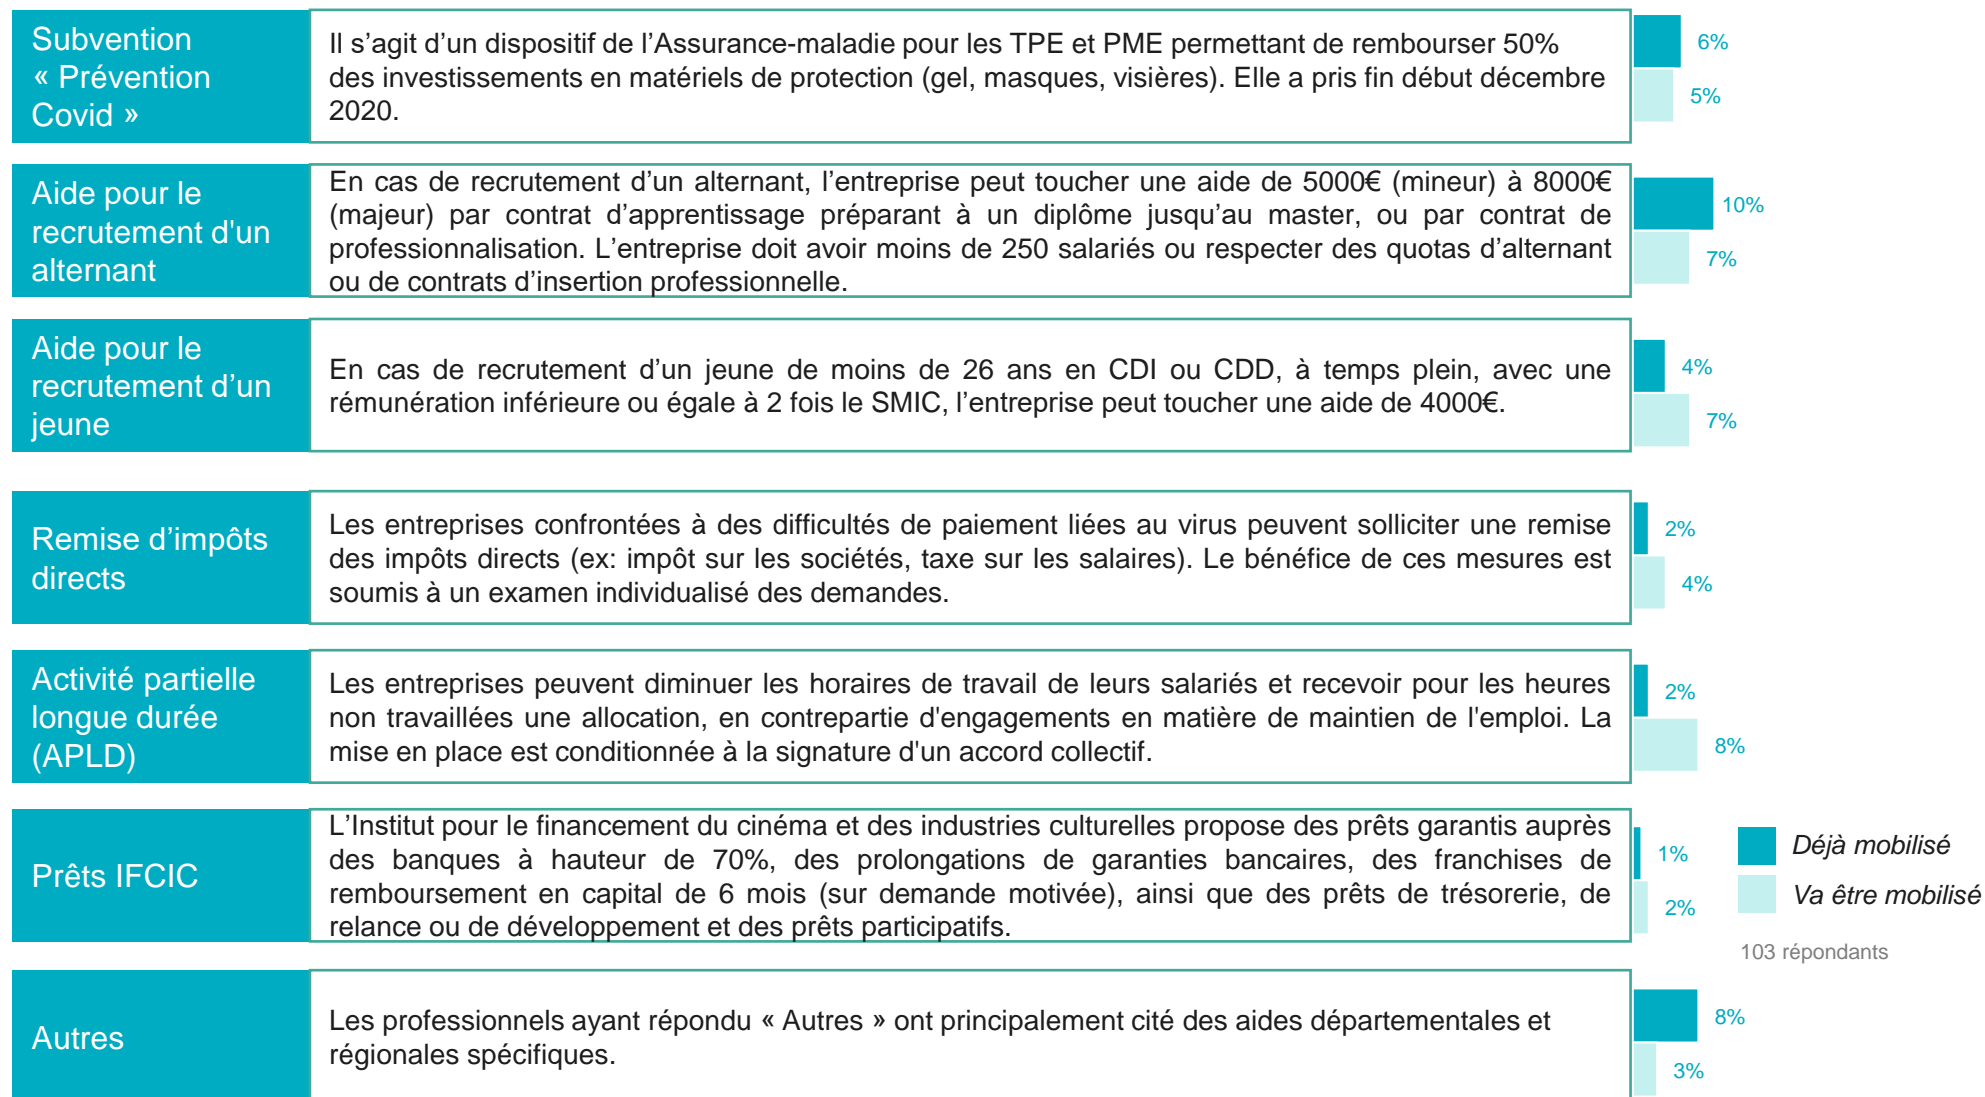 Subvention
« Prévention
Covid »
Il s’agit d’un dispositif de l’Assurance-maladie pour les TPE et PME permettant de rembourser 50%
des investissements en matériels de protection (gel, masques, visières). Elle a pris fin début décembre
2020.
6%
5%
Aide pour le
recrutement d'un
alternant
En cas de recrutement d’un alternant, l’entreprise peut toucher une aide de 5000€ (mineur) à 8000€
(majeur) par contrat d’apprentissage préparant à un diplôme jusqu’au master, ou par contrat de
professionnalisation. L’entreprise doit avoir moins de 250 salariés ou respecter des quotas d’alternant
ou de contrats d’insertion professionnelle.
10%
7%
Aide pour le
recrutement d’un
jeune
En cas de recrutement d’un jeune de moins de 26 ans en CDI ou CDD, à temps plein, avec une
rémunération inférieure ou égale à 2 fois le SMIC, l’entreprise peut toucher une aide de 4000€.
4%
7%
Remise d’impôts
directs
Les entreprises confrontées à des difficultés de paiement liées au virus peuvent solliciter une remise
des impôts directs (ex: impôt sur les sociétés, taxe sur les salaires). Le bénéfice de ces mesures est
soumis à un examen individualisé des demandes.
2%
4%
Activité partielle
longue durée
(APLD)
Les entreprises peuvent diminuer les horaires de travail de leurs salariés et recevoir pour les heures
non travaillées une allocation, en contrepartie d'engagements en matière de maintien de l'emploi. La
mise en place est conditionnée à la signature d'un accord collectif.
2%
8%
Prêts IFCIC
L’Institut pour le financement du cinéma et des industries culturelles propose des prêts garantis auprès
des banques à hauteur de 70%, des prolongations de garanties bancaires, des franchises de
remboursement en capital de 6 mois (sur demande motivée), ainsi que des prêts de trésorerie, de
relance ou de développement et des prêts participatifs.
1%
2%
Déjà mobilisé
Va être mobilisé
103 répondants
Autres
Les professionnels ayant répondu « Autres » ont principalement cité des aides départementales et
régionales spécifiques.
8%
3%